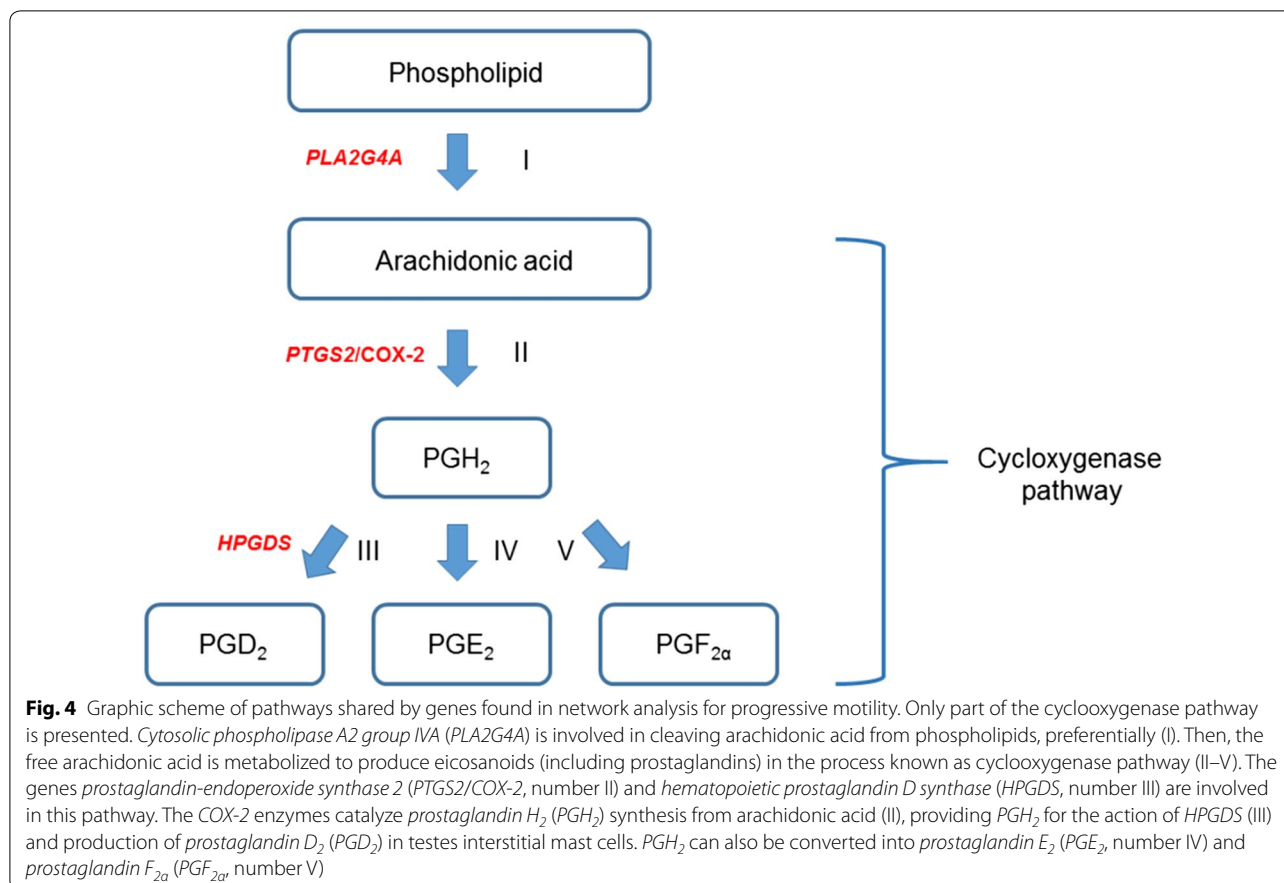 Phospholipid
PLA2G4A I
Arachidonic acid
PTGS2/COX-2 II
PGH2
Cycloxygenase
pathway
HPGDS III IV V
PGD2 PGE2 PGF2α
Fig. 4 Graphic scheme of pathways shared by genes found in network analysis for progressive motility. Only part of the cyclooxygenase pathway
is presented. Cytosolic phospholipase A2 group IVA (PLA2G4A) is involved in cleaving arachidonic acid from phospholipids, preferentially (I). Then, the
free arachidonic acid is metabolized to produce eicosanoids (including prostaglandins) in the process known as cyclooxygenase pathway (II–V). The
genes prostaglandin-endoperoxide synthase 2 (PTGS2/COX-2, number II) and hematopoietic prostaglandin D synthase (HPGDS, number III) are involved
in this pathway. The COX-2 enzymes catalyze prostaglandin H2 (PGH2) synthesis from arachidonic acid (II), providing PGH2 for the action of HPGDS (III)
and production of prostaglandin D2 (PGD2) in testes interstitial mast cells. PGH2 can also be converted into prostaglandin E2 (PGE2, number IV) and
prostaglandin F2α (PGF2α, number V)